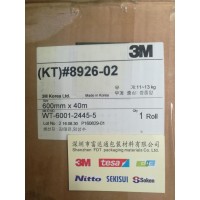 3M
(KT)#8926-02
3M Korea Ltd.
Made in Korea
600mm x 40m
WT-6001-2445-5
1 Roll
深圳市富达通包装材料有限公司
Shenzhen FDT packaging material CO.,LTD
3M
tesa
Nitto
SEKISUI
Soken